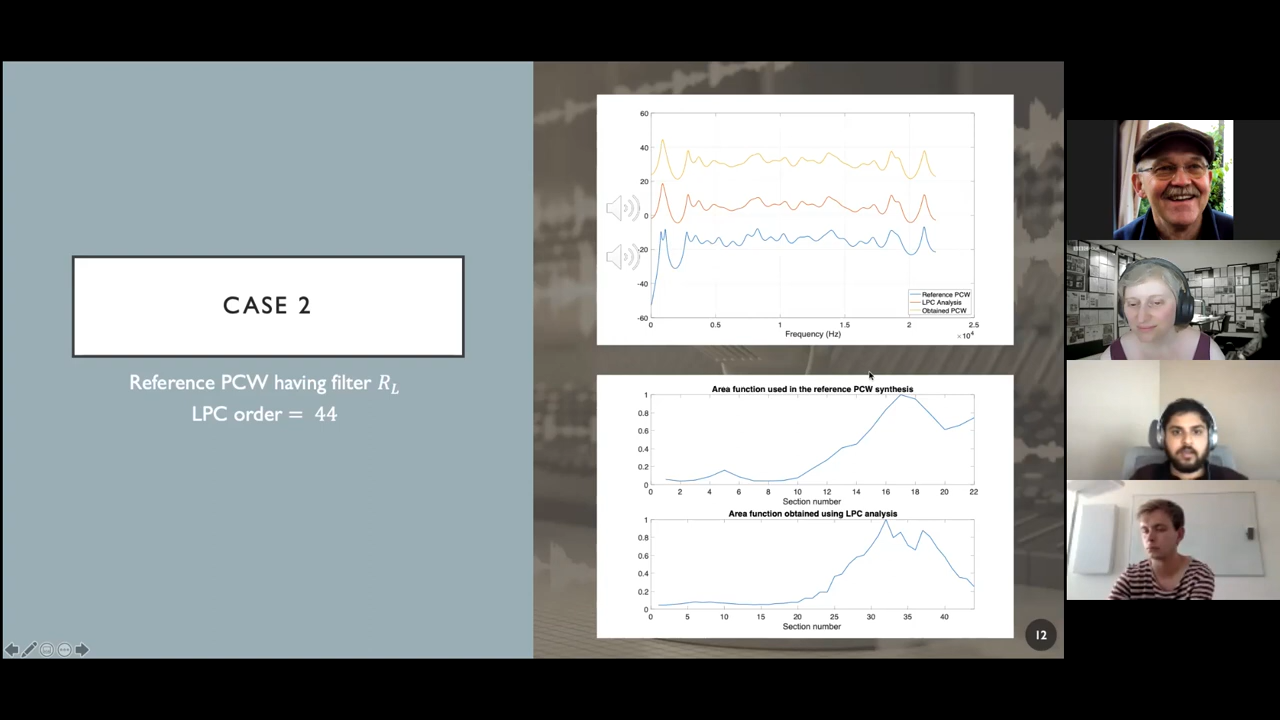 CASE 2
Reference PCW having filter R_L
LPC order = 44
60
40
20
0
-20
-40
-60
0
0.5
1
1.5
2
2.5
×10⁴
Frequency (Hz)
Reference PCW
LPC Analysis
Obtained PCW
Area function used in the reference PCW synthesis
1
0.8
0.6
0.4
0.2
0
0 2 4 6 8 10 12 14 16 18 20 22
Section number
Area function obtained using LPC analysis
1
0.8
0.6
0.4
0.2
0
0 5 10 15 20 25 30 35 40
Section number
12